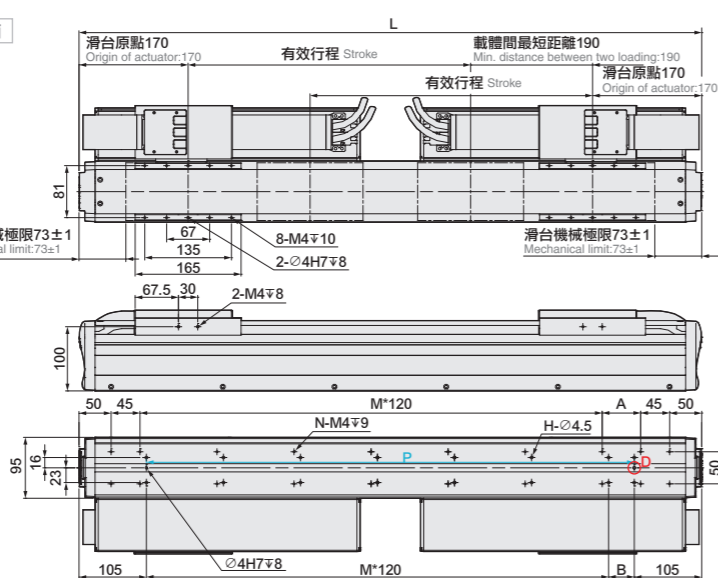 L
滑台原點170
Origin of actuator:170
有效行程 Stroke
載體間最短距離190
Min. distance between two loading:190
有效行程 Stroke
滑台原點170
Origin of actuator:170
81
67
135
165
8-M4↧10
2-∅4H7↧8
械極限73±1
al limit:73±1
滑台機械極限73±1
Mechanical limit:73±1
67.5
30
2-M4↧8
100
50
45
M*120
A
45
50
N-M4↧9
H-∅4.5
95
16
23
P
D
50
∅4H7↧8
105
M*120
B
105